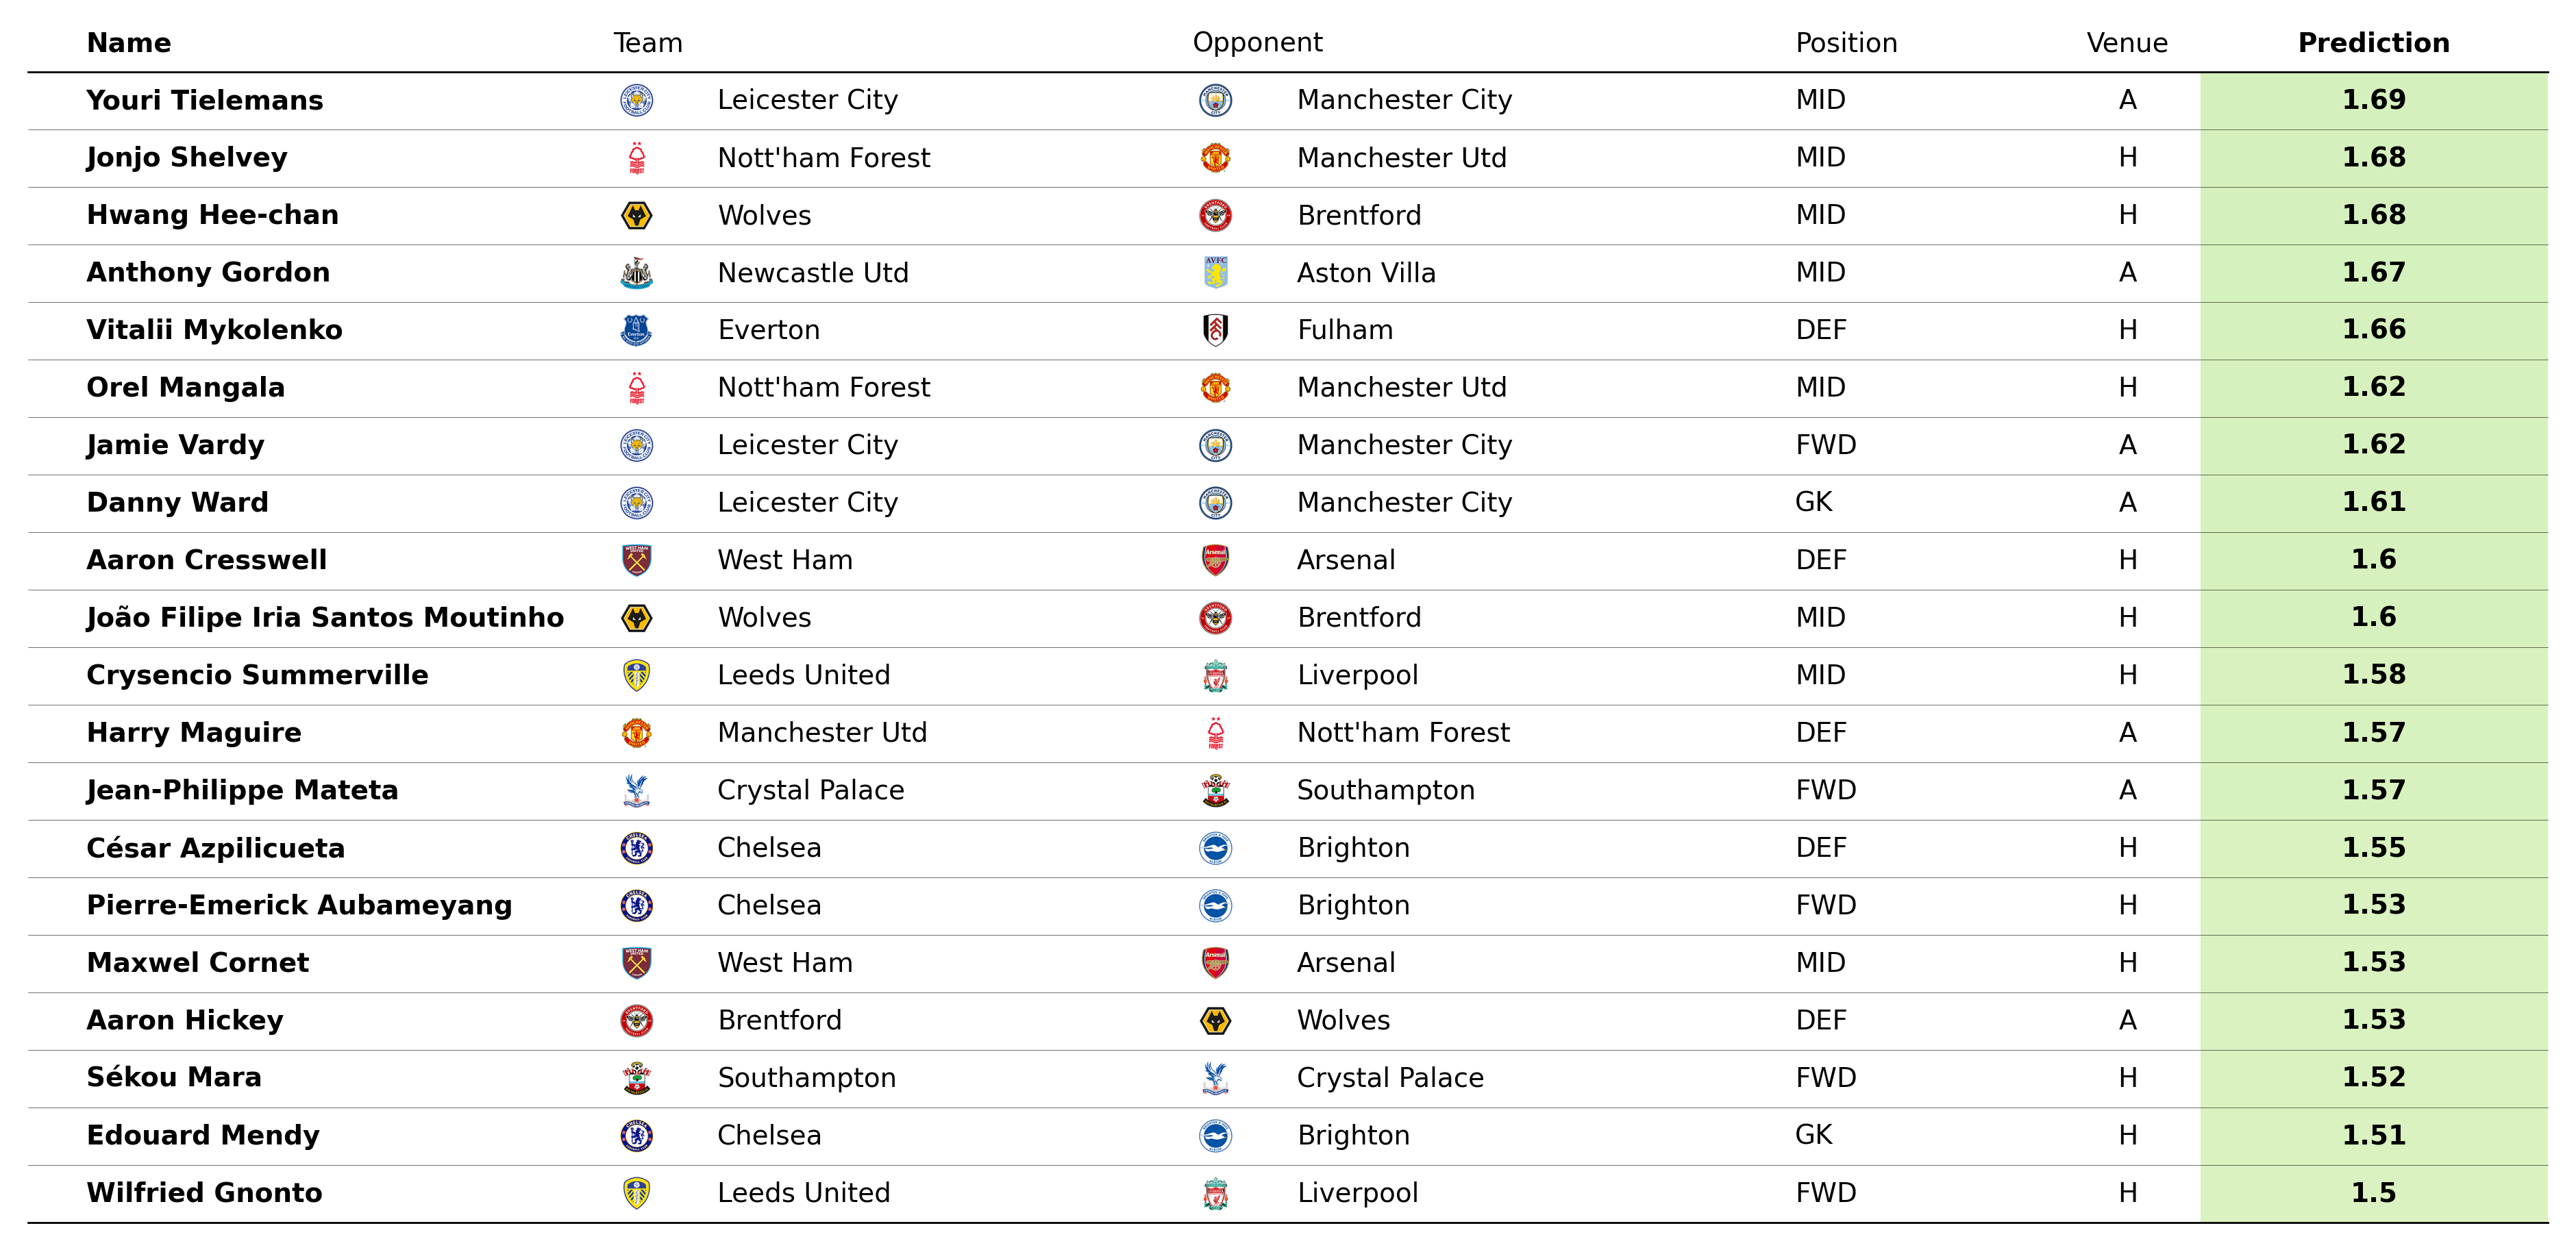 Name Team Opponent Position Venue Prediction
Youri Tielemans Leicester City Manchester City MID A 1.69
Jonjo Shelvey Nott'ham Forest Manchester Utd MID H 1.68
Hwang Hee-chan Wolves Brentford MID H 1.68
Anthony Gordon Newcastle Utd Aston Villa MID A 1.67
Vitalii Mykolenko Everton Fulham DEF H 1.66
Orel Mangala Nott'ham Forest Manchester Utd MID H 1.62
Jamie Vardy Leicester City Manchester City FWD A 1.62
Danny Ward Leicester City Manchester City GK A 1.61
Aaron Cresswell West Ham Arsenal DEF H 1.6
João Filipe Iria Santos Moutinho Wolves Brentford MID H 1.6
Crysencio Summerville Leeds United Liverpool MID H 1.58
Harry Maguire Manchester Utd Nott'ham Forest DEF A 1.57
Jean-Philippe Mateta Crystal Palace Southampton FWD A 1.57
César Azpilicueta Chelsea Brighton DEF H 1.55
Pierre-Emerick Aubameyang Chelsea Brighton FWD H 1.53
Maxwel Cornet West Ham Arsenal MID H 1.53
Aaron Hickey Brentford Wolves DEF A 1.53
Sékou Mara Southampton Crystal Palace FWD H 1.52
Edouard Mendy Chelsea Brighton GK H 1.51
Wilfried Gnonto Leeds United Liverpool FWD H 1.5